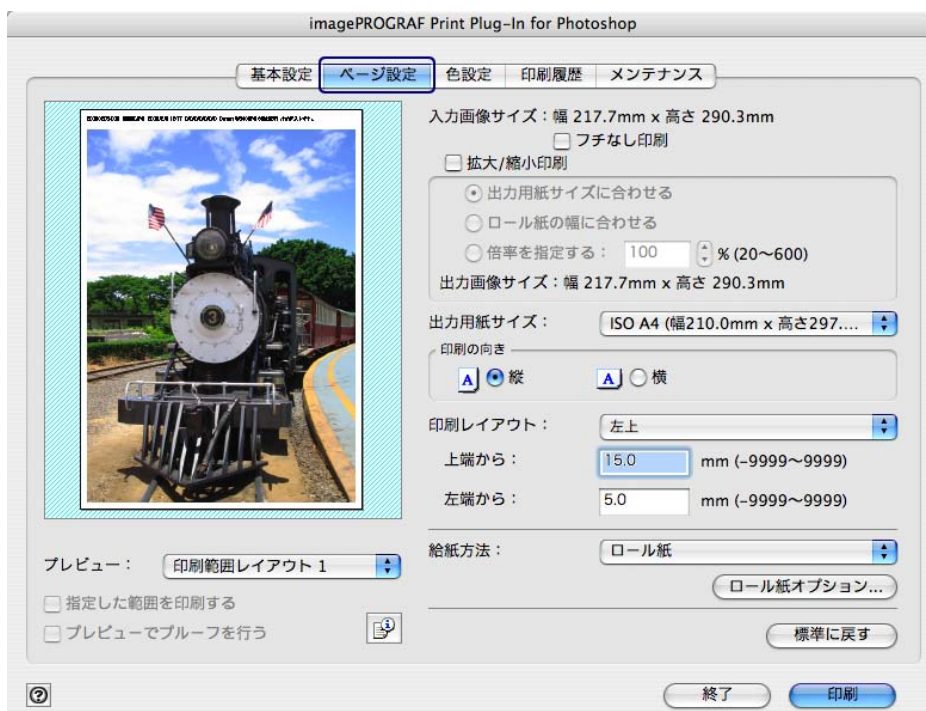 imagePROGRAF Print Plug-In for Photoshop
基本設定 ページ設定 色設定 印刷履歴 メンテナンス
入力画像サイズ：幅 217.7mm x 高さ 290.3mm
フチなし印刷
拡大/縮小印刷
出力用紙サイズに合わせる
ロール紙の幅に合わせる
倍率を指定する： 100 % (20～600)
出力画像サイズ：幅 217.7mm x 高さ 290.3mm
出力用紙サイズ： ISO A4 (幅210.0mm x 高さ297....
印刷の向き
A 縦 A 横
印刷レイアウト： 左上
上端から： 15.0 mm (-9999～9999)
左端から： 5.0 mm (-9999～9999)
給紙方法： ロール紙
ロール紙オプション...
標準に戻す
3
プレビュー： 印刷範囲レイアウト 1
指定した範囲を印刷する
プレビューでプルーフを行う
? 終了 印刷